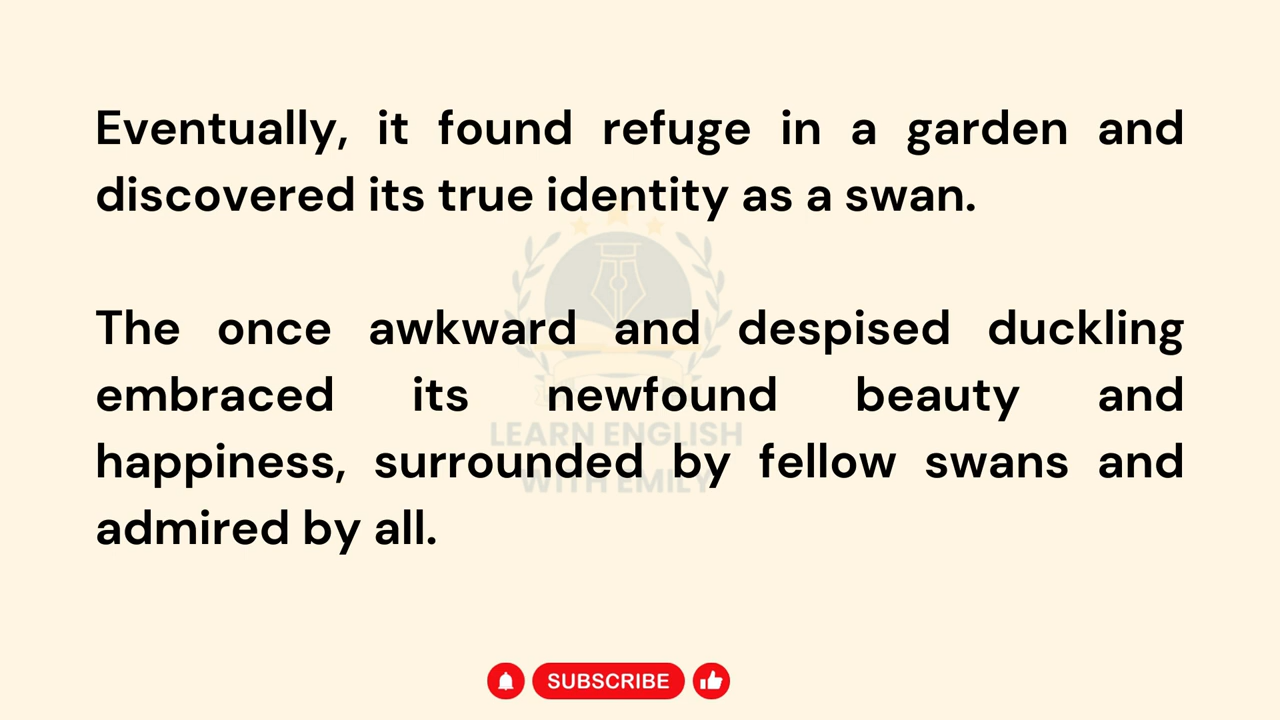 Eventually, it found refuge in a garden and
discovered its true identity as a swan.
The once awkward and despised duckling
embraced its newfound beauty and
happiness, surrounded by fellow swans and
admired by all.
LEARN ENGLISH
WITH EMILY
SUBSCRIBE